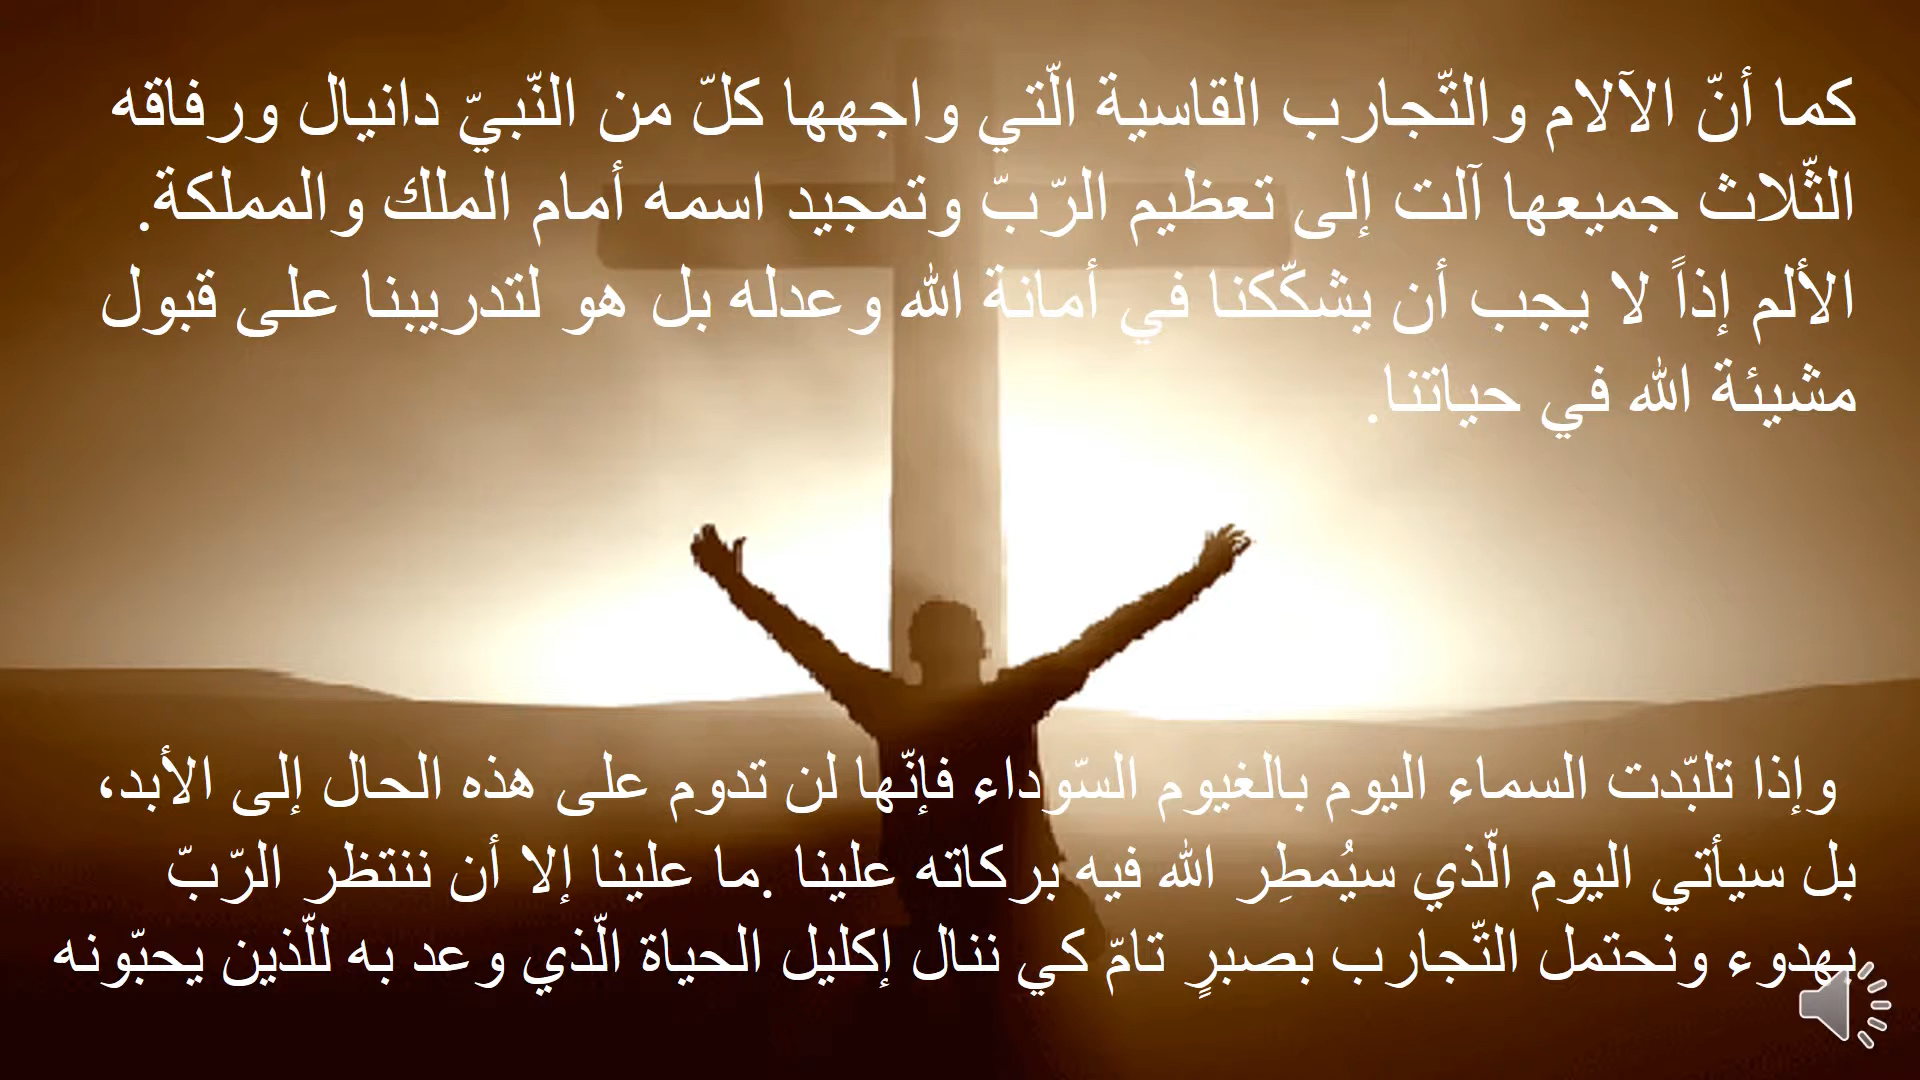 كما أنّ الآلام والتّجارب القاسية الّتي واجهها كلّ من النّبيّ دانيال ورفاقه
الثّلاث جميعها آلت إلى تعظيم الرّبّ وتمجيد اسمه أمام الملك والمملكة.
الألم إذاً لا يجب أن يشكّكنا في أمانة الله وعدله بل هو لتدريبنا على قبول
مشيئة الله في حياتنا.
وإذا تلبّدت السماء اليوم بالغيوم السّوداء فإنّها لن تدوم على هذه الحال إلى الأبد،
بل سيأتي اليوم الّذي سيُمطِر الله فيه بركاته علينا .ما علينا إلا أن ننتظر الرّبّ
بهدوء ونحتمل التّجارب بصبرٍ تامّ كي ننال إكليل الحياة الّذي وعد به للّذين يحبّونه